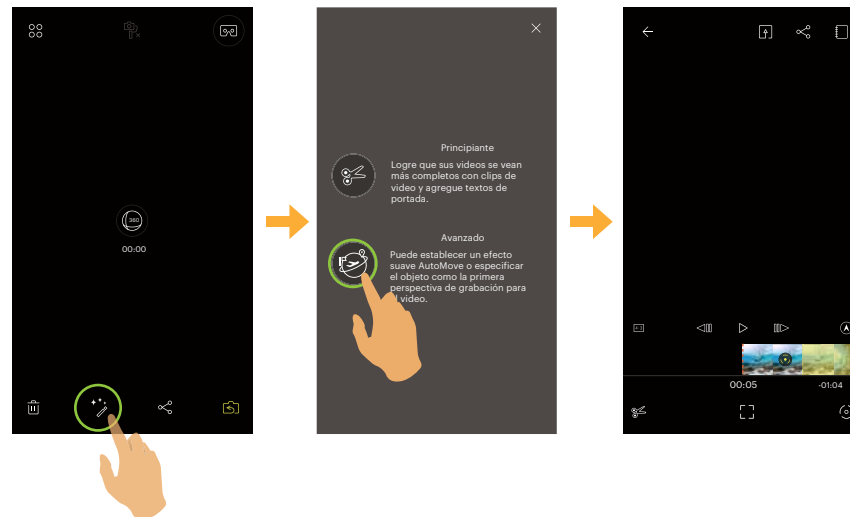 360
00:00
Principiante
Logre que sus videos se vean
más completos con clips de
video y agregue textos de
portada.
Avanzado
Puede establecer un efecto
suave AutoMove o especificar
el objeto como la primera
perspectiva de grabación para
video.
00:05
-01:04